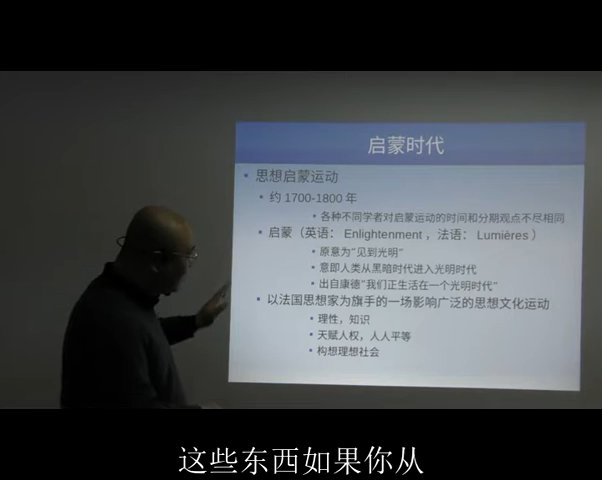 启蒙时代
思想启蒙运动
约 1700-1800 年
各种不同学者对启蒙运动的时间和分期观点不尽相同
启蒙（英语： Enlightenment ，法语： Lumières ）
原意为“见到光明”
意即人类从黑暗时代进入光明时代
出自康德“我们正生活在一个光明时代”
以法国思想家为旗手的一场影响广泛的思想文化运动
理性，知识
天赋人权，人人平等
构想理想社会
这些东西如果你从